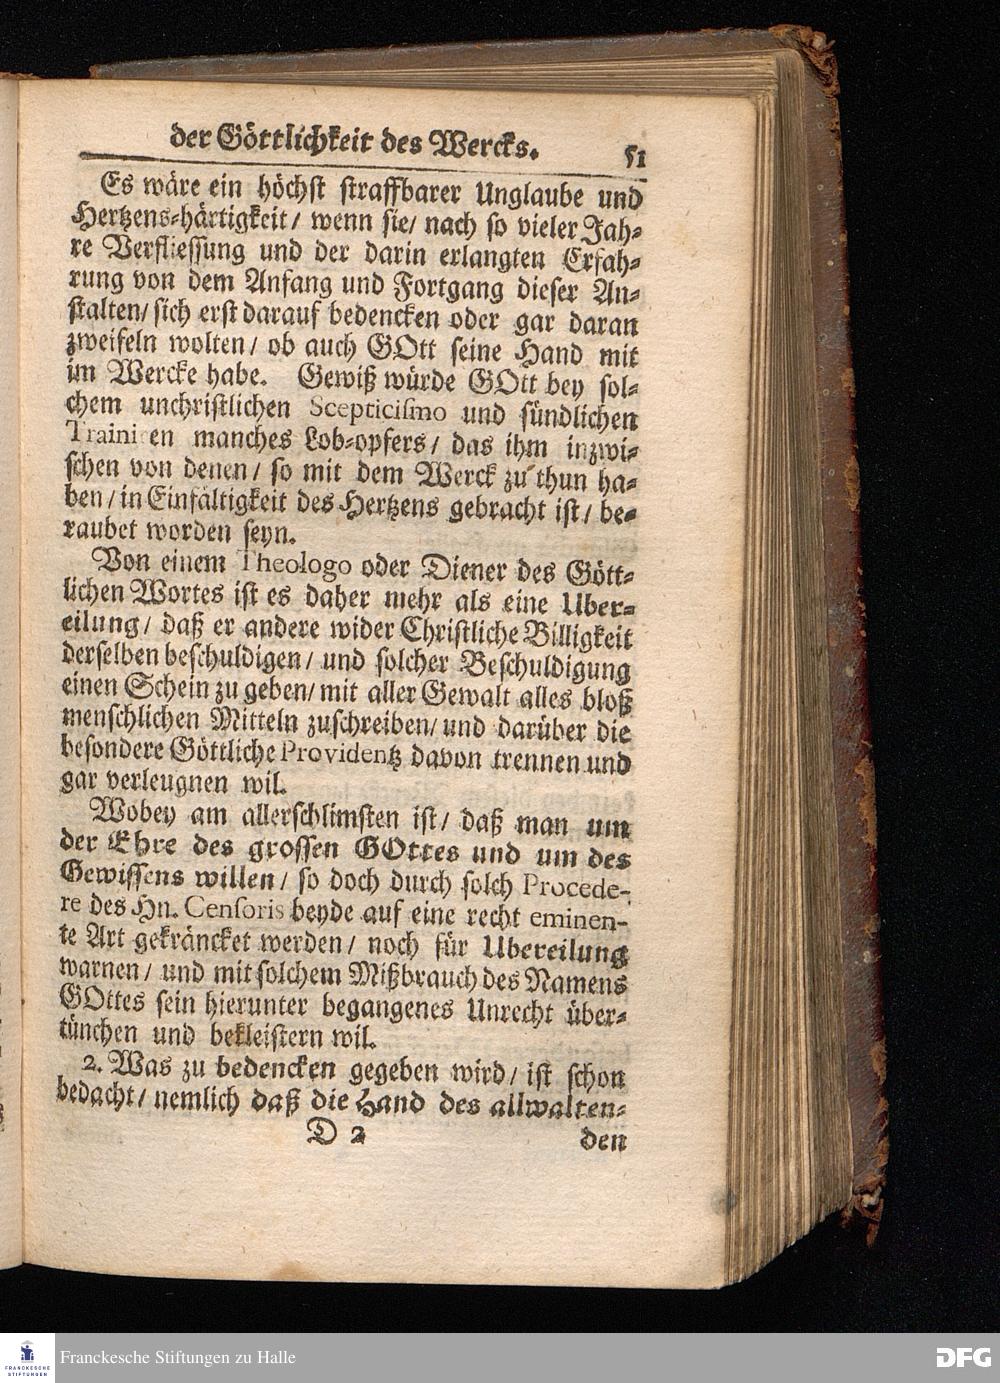 der Göttlichkeit des Wercks. 51
Es wäre ein höchst straffbarer Unglaube und
Hertzens-härtigkeit/ wenn sie/ nach so vieler Jah-
re Verfliessung und der darin erlangten Erfah-
rung von dem Anfang und Fortgang dieser An-
stalten/ sich erst darauf bedencken oder gar daran
zweifeln wolten/ ob auch GOtt seine Hand mit
im Wercke habe. Gewiß würde GOtt bey sol-
chem unchristlichen Scepticismo und sündlichen
Trainiren manches Lob-opfers/ das ihm inzwi-
schen von denen/ so mit dem Werck zu thun ha-
ben/ in Einfältigkeit des Hertzens gebracht ist/ be-
raubet worden seyn.
Von einem Theologo oder Diener des Gött-
lichen Wortes ist es daher mehr als eine Uber-
eilung/ daß er andere wider Christliche Billigkeit
derselben beschuldigen/ und solcher Beschuldigung
einen Schein zu geben/ mit aller Gewalt alles bloß
menschlichen Mitteln zuschreiben/ und darüber die
besondere Göttliche Providentz davon trennen und
gar verleugnen wil.
Wobey am allerschlimsten ist/ daß man um
der Ehre des grossen GOttes und um des
Gewissens willen/ so doch durch solch Procede-
re des Hn. Censoris beyde auf eine recht eminen-
te Art gekräncket werden/ noch für Ubereilung
warnen/ und mit solchem Mißbrauch des Namens
GOttes sein hierunter begangenes Unrecht über-
tünchen und bekleistern wil.
2. Was zu bedencken gegeben wird/ ist schon
bedacht/ nemlich daß die Hand des allwalten-
D 2 den
FRANCKESCHE
STIFTUNGEN
Franckesche Stiftungen zu Halle
DFG